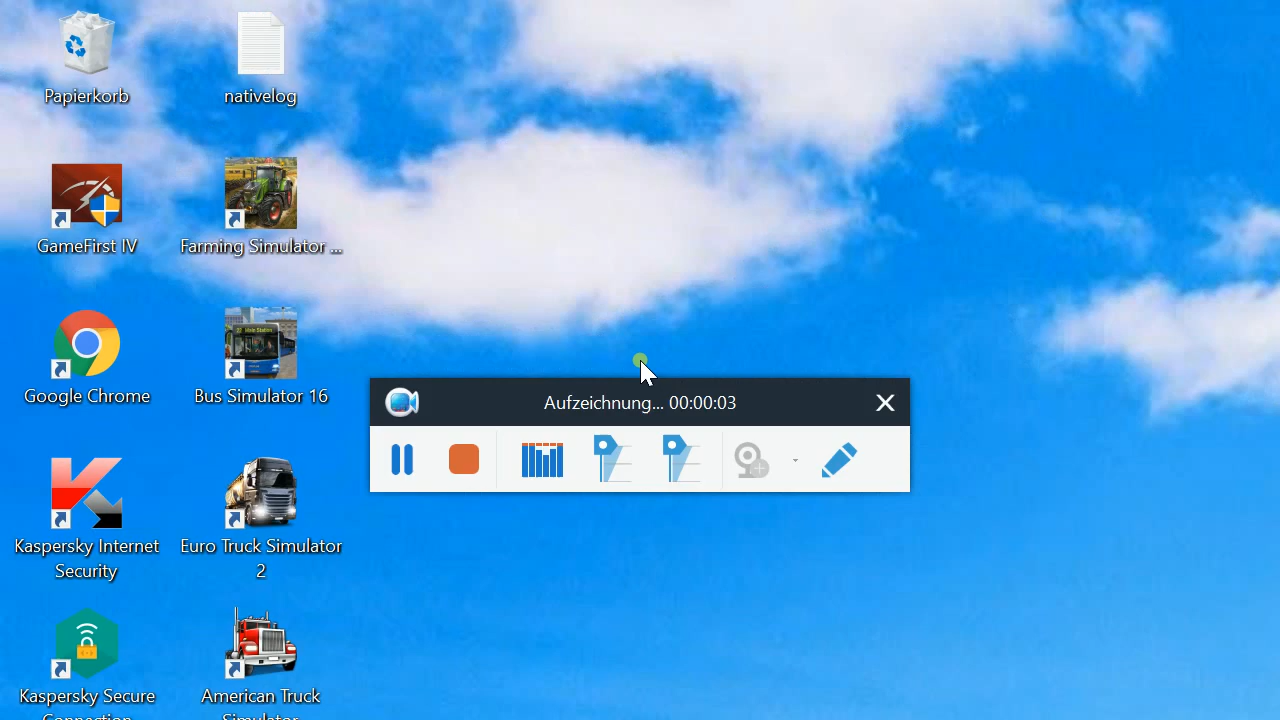 Papierkorb
nativelog
GameFirst IV
Farming Simulator ...
Google Chrome
Bus Simulator 16
Aufzeichnung... 00:00:03
Kaspersky Internet
Security
Euro Truck Simulator
2
Kaspersky Secure
Connection
American Truck
Simulator